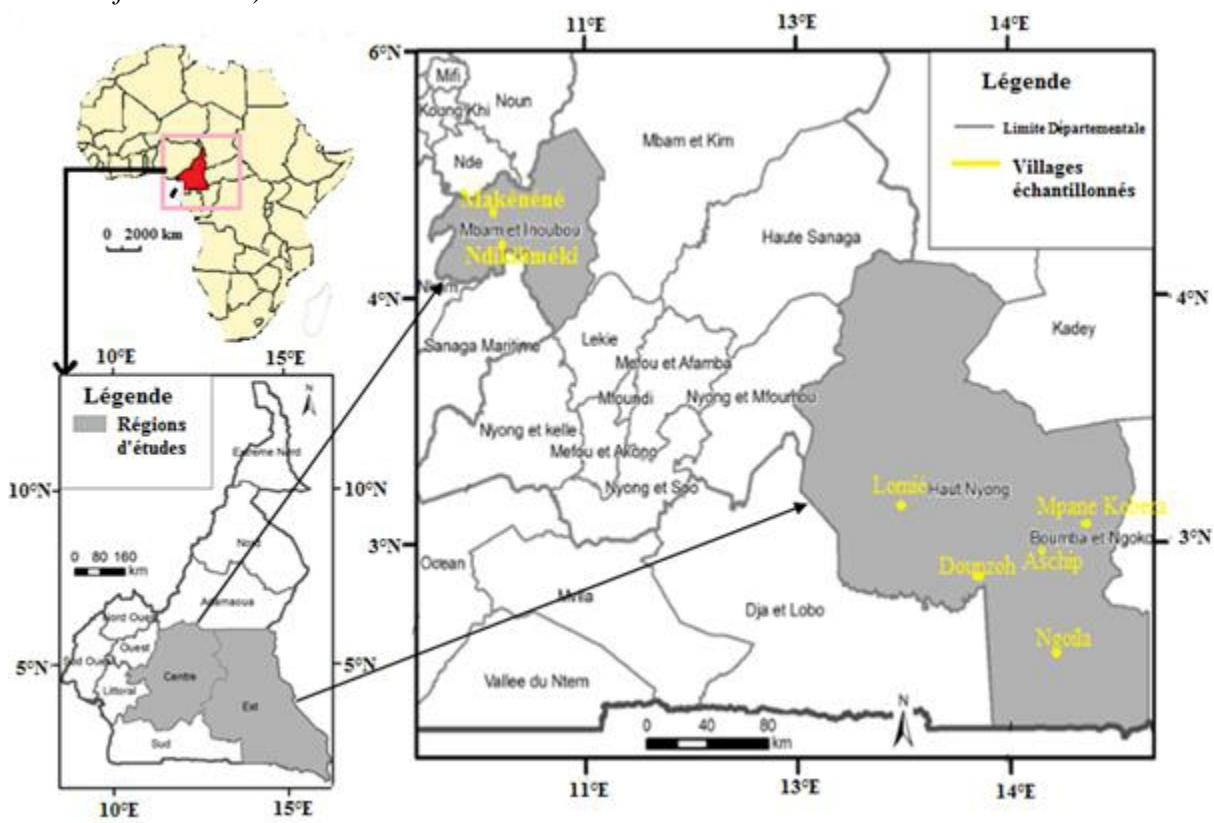 11°E
13°E
14°E
6°N
Mifi
Noun
Koung Khi
Nde
Mbam et Kim
Légende
Limite Départementale
Villages
échantillonnés
Makénéné
Mbam et Inoubou
Haute Sanaga
0 2000 km
4°N
4°N
Kadey
Lekie
Sanaga Maritime
Mefou et Afamba
Mfoundi
Nyong et Mfoumou
Nyong et kelle
Mefou et Akono
Nyong et Soo
Lomié
Haut Nyong
Mpane Kobera
Boumba et Ngoko
3°N
3°N
Ocean
Aschip
Doumzoh
Dja et Lobo
Ngoïla
Vallee du Ntem
N
0 40 80
km
11°E
13°E
14°E
10°E
15°E
Légende
Régions
d'études
N
Extreme Nord
10°N
10°N
Nord
0 80 160
km
Adamaoua
Nord Ouest
Ouest
5°N
Sud Ouest
5°N
Centre
Littoral
Est
Sud
10°E
15°E